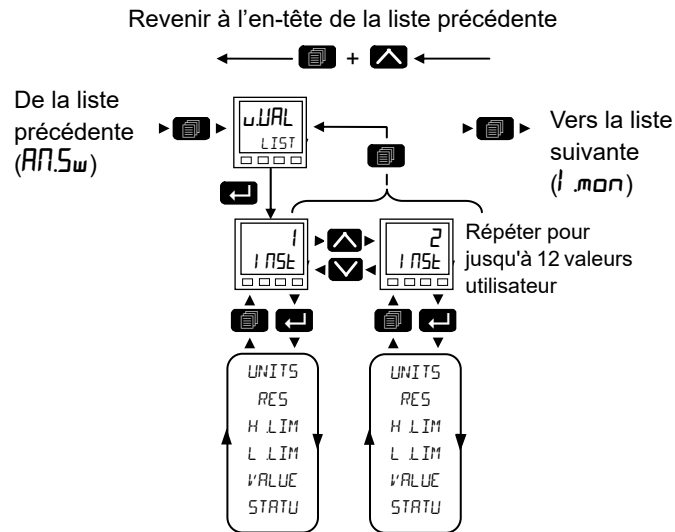 Revenir à l'en-tête de la liste précédente
+
De la liste
précédente
(AN.Sw)
u.VAL
LIST
Vers la liste
suivante
(I .mon)
1
INSt
2
INSt
Répéter pour
jusqu'à 12 valeurs
utilisateur
UNITS
RES
H.LIM
L.LIM
VALUE
STATU
UNITS
RES
H.LIM
L.LIM
VALUE
STATU